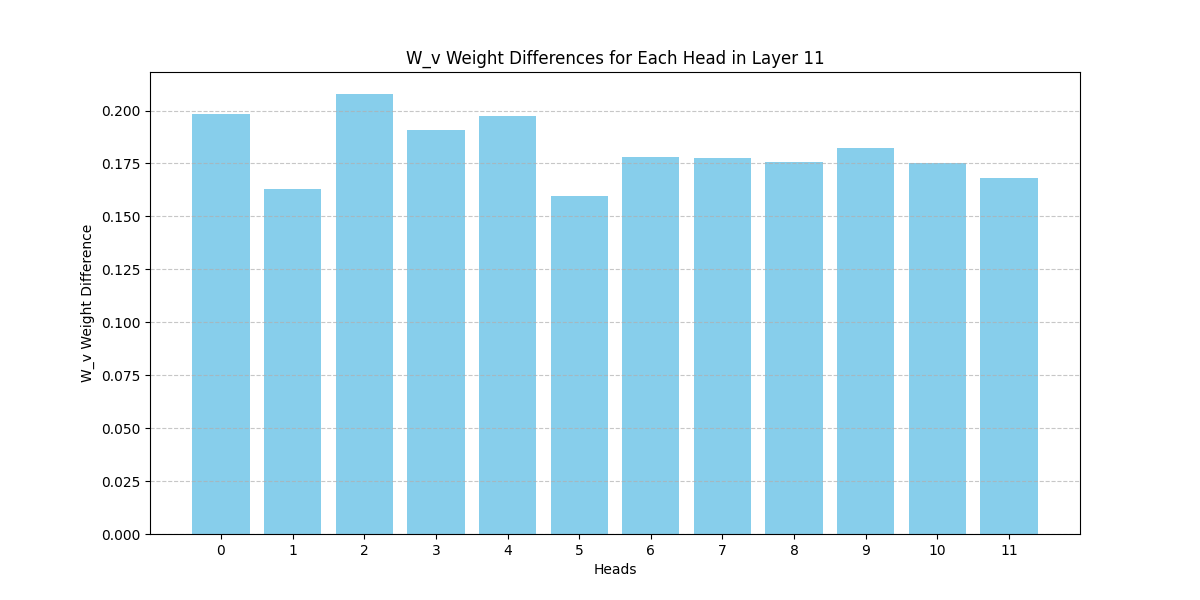 W_v Weight Differences for Each Head in Layer 11
W_v Weight Difference
0.200
0.175
0.150
0.125
0.100
0.075
0.050
0.025
0.000
0 1 2 3 4 5 6 7 8 9 10 11
Heads